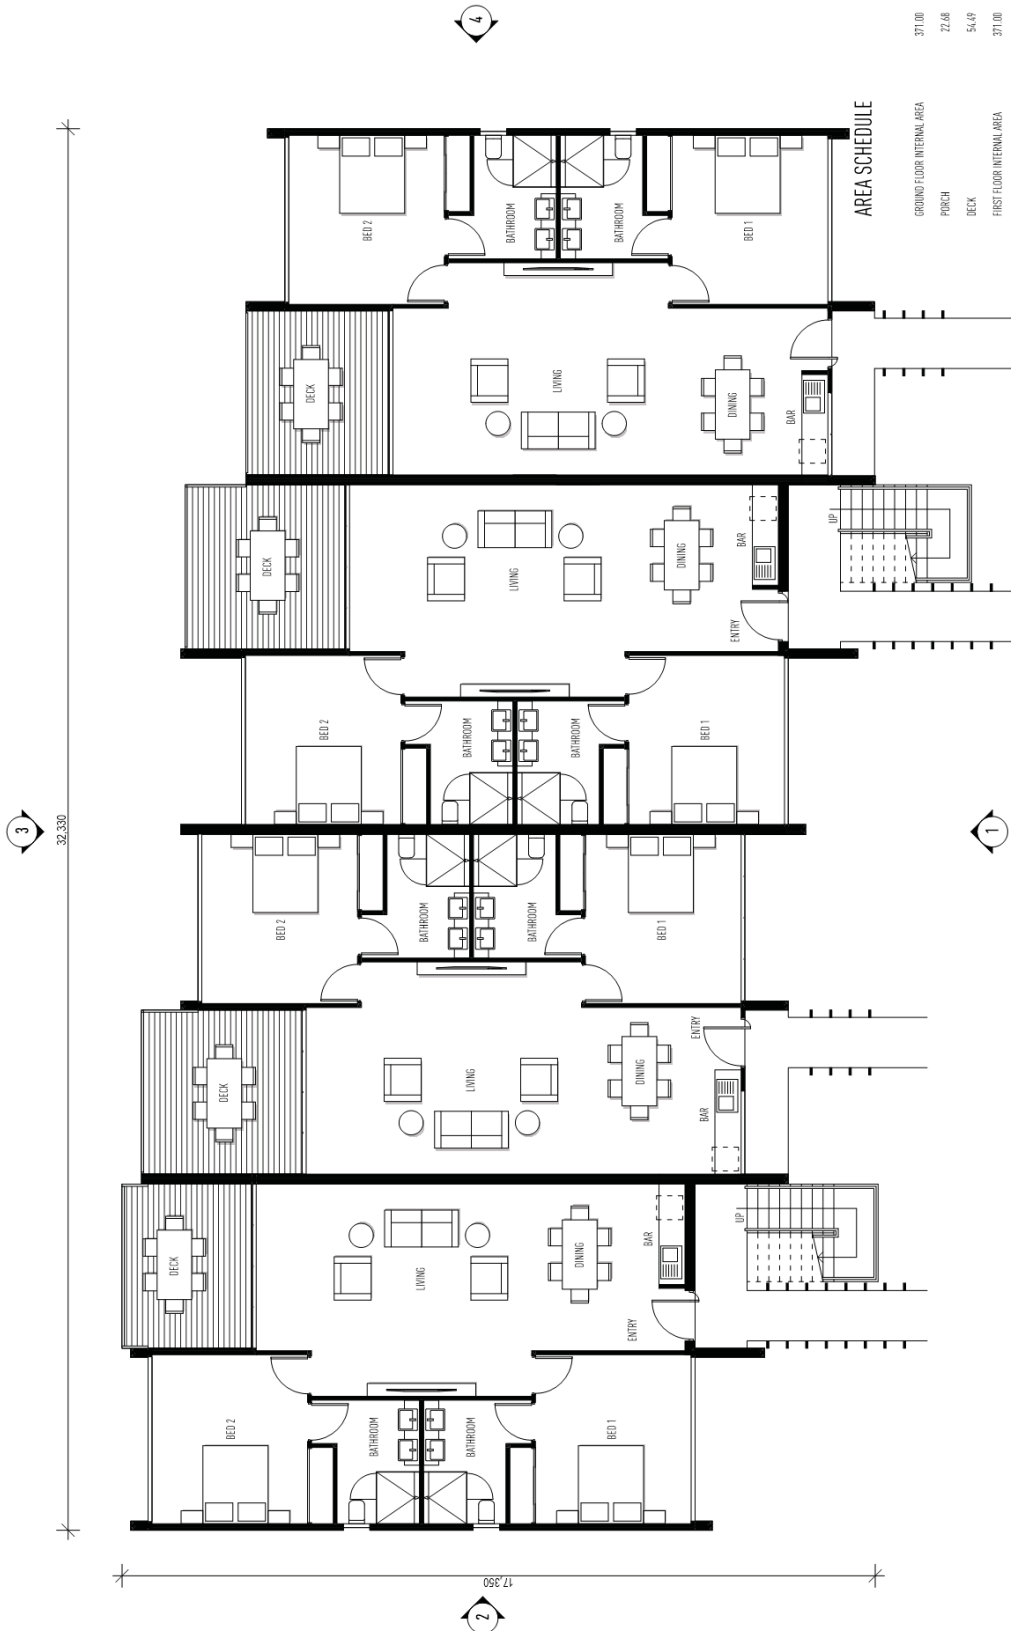 4
AREA SCHEDULE
GROUND FLOOR INTERNAL AREA 371.00
PORCH 22.68
DECK 54.49
FIRST FLOOR INTERNAL AREA 371.00
BED 2
BATHROOM
BATHROOM
BED 1
DECK
LIVING
DINING
BAR
DECK
LIVING
DINING
BAR
UP
ENTRY
BED 2
BATHROOM
BATHROOM
BED 1
3
32,330
1
BED 2
BATHROOM
BATHROOM
BED 1
DECK
LIVING
DINING
ENTRY
BAR
DECK
LIVING
DINING
BAR
UP
ENTRY
BED 2
BATHROOM
BATHROOM
BED 1
17,350
2